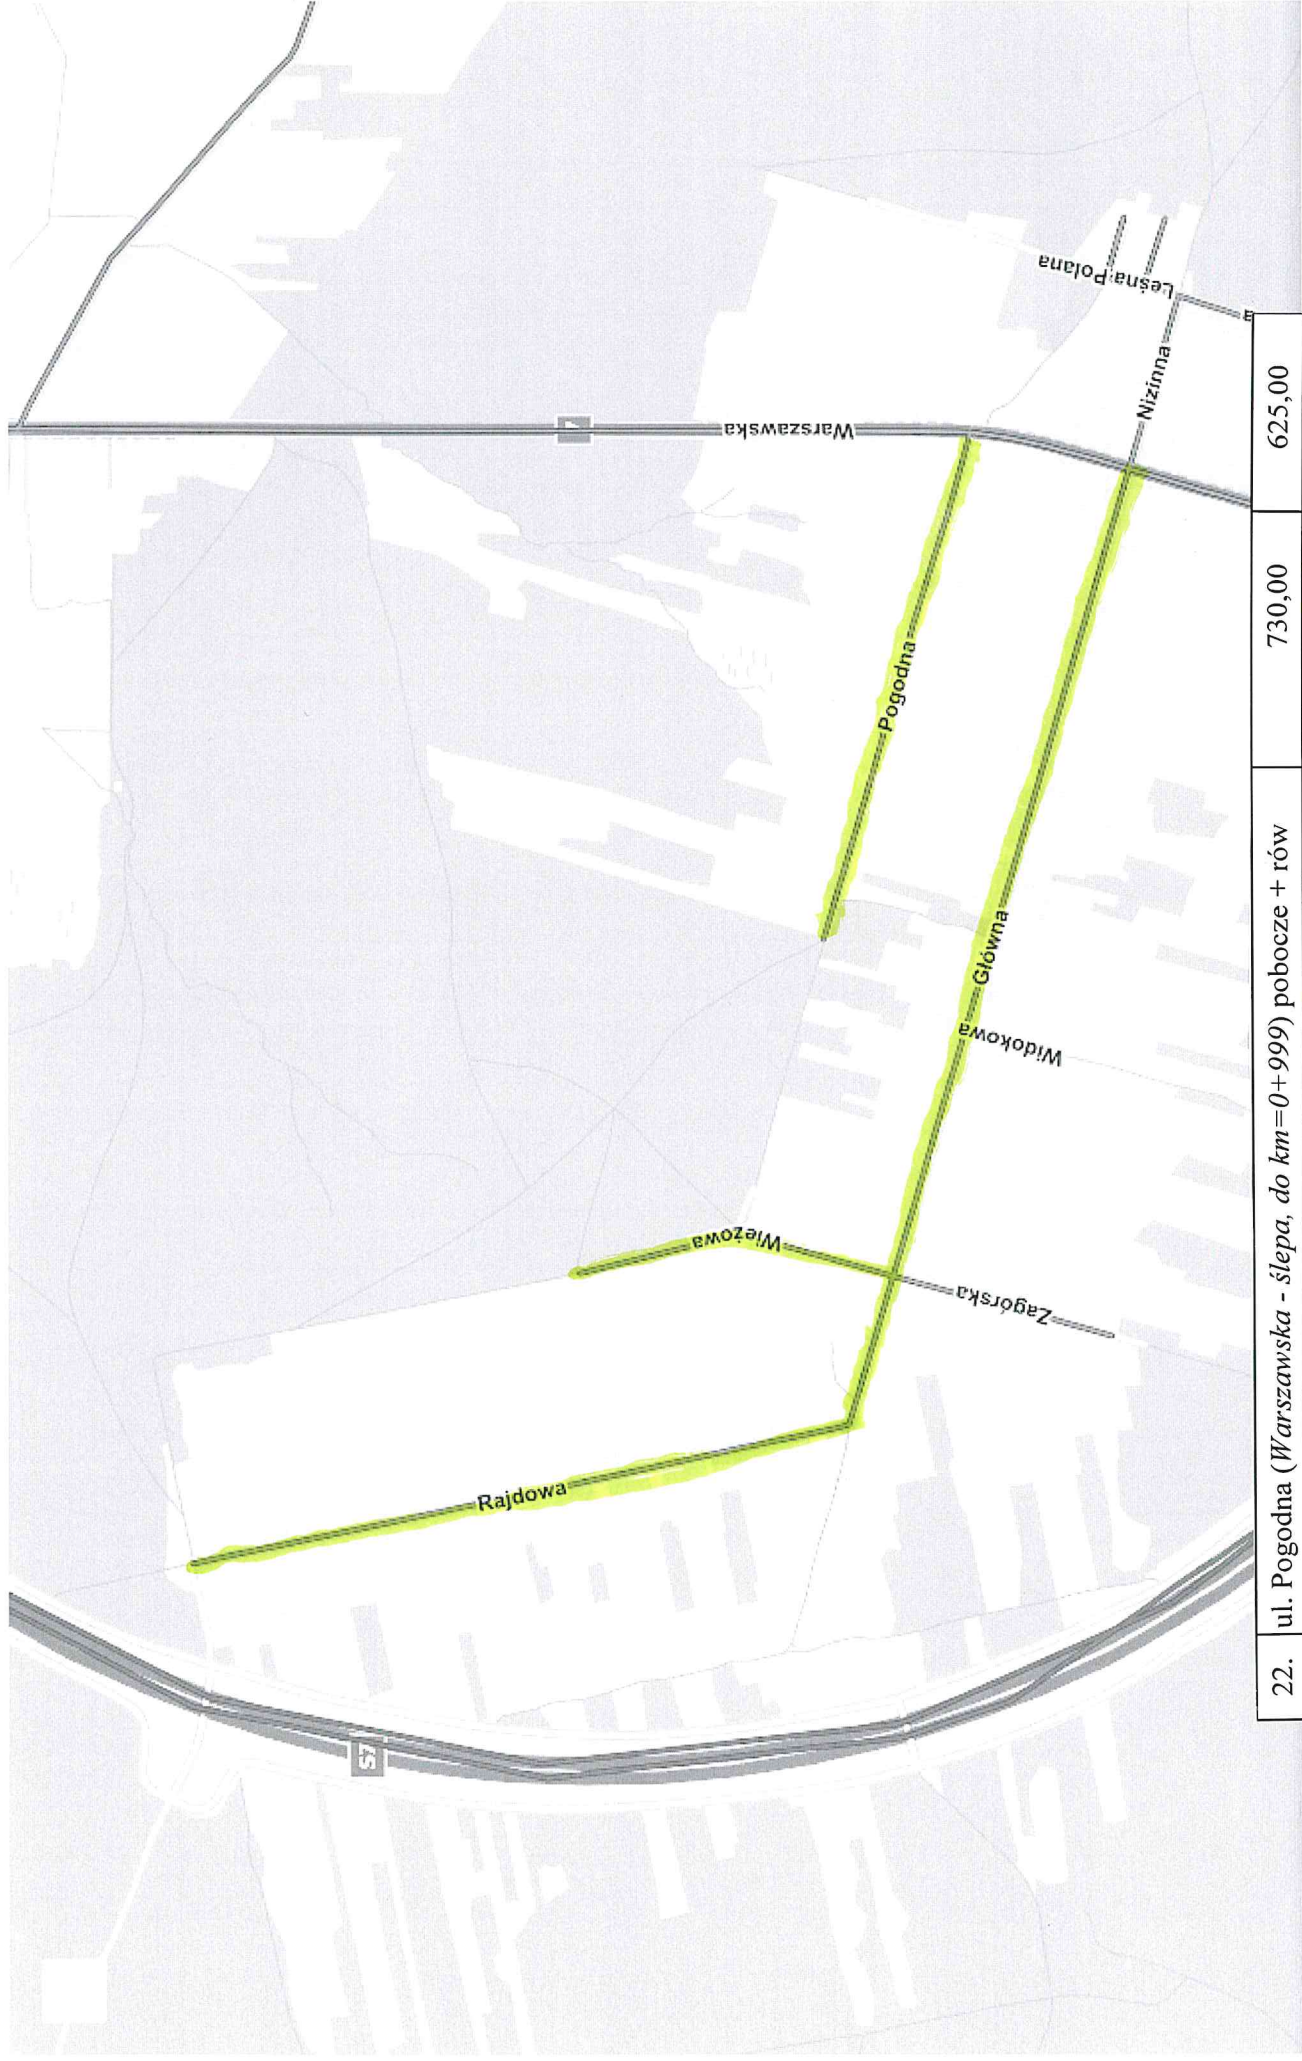 Warszawska
7
Leśna Polana
Nizinna
Pogodna
Główna
Widokowa
Wieżowa
Zagórska
Rajdowa
S7
a
22. ul. Pogodna (Warszawska - ślepa, do km=0+999) pobocze + rów 730,00 625,00